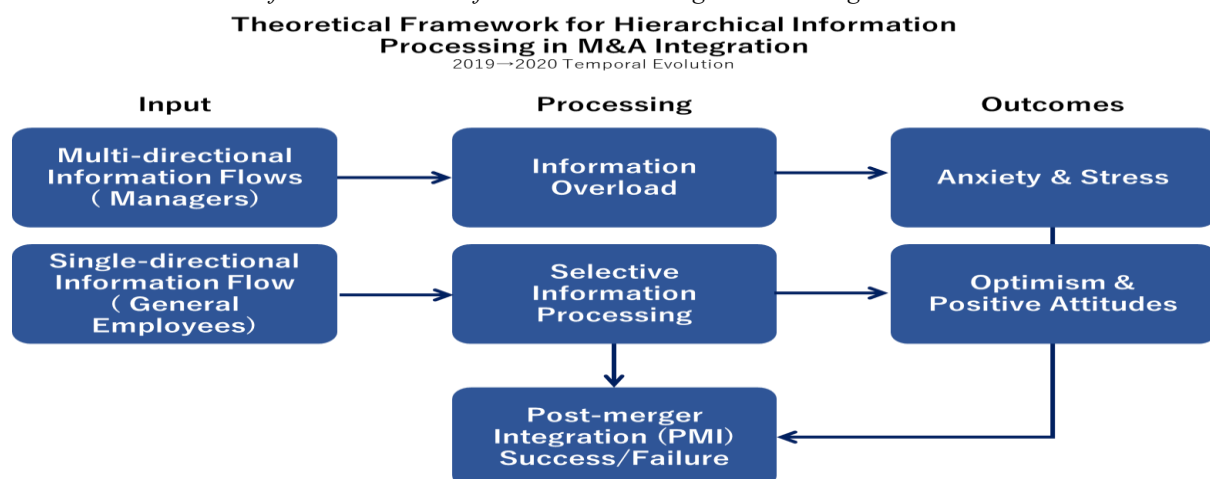 Theoretical Framework for Hierarchical Information
Processing in M&A Integration
2019→2020 Temporal Evolution
Input
Processing
Outcomes
Multi-directional
Information Flows
( Managers)
Information
Overload
Anxiety & Stress
Single-directional
Information Flow
( General
Employees)
Selective
Information
Processing
Optimism &
Positive Attitudes
Post-merger
Integration (PMI)
Success/Failure